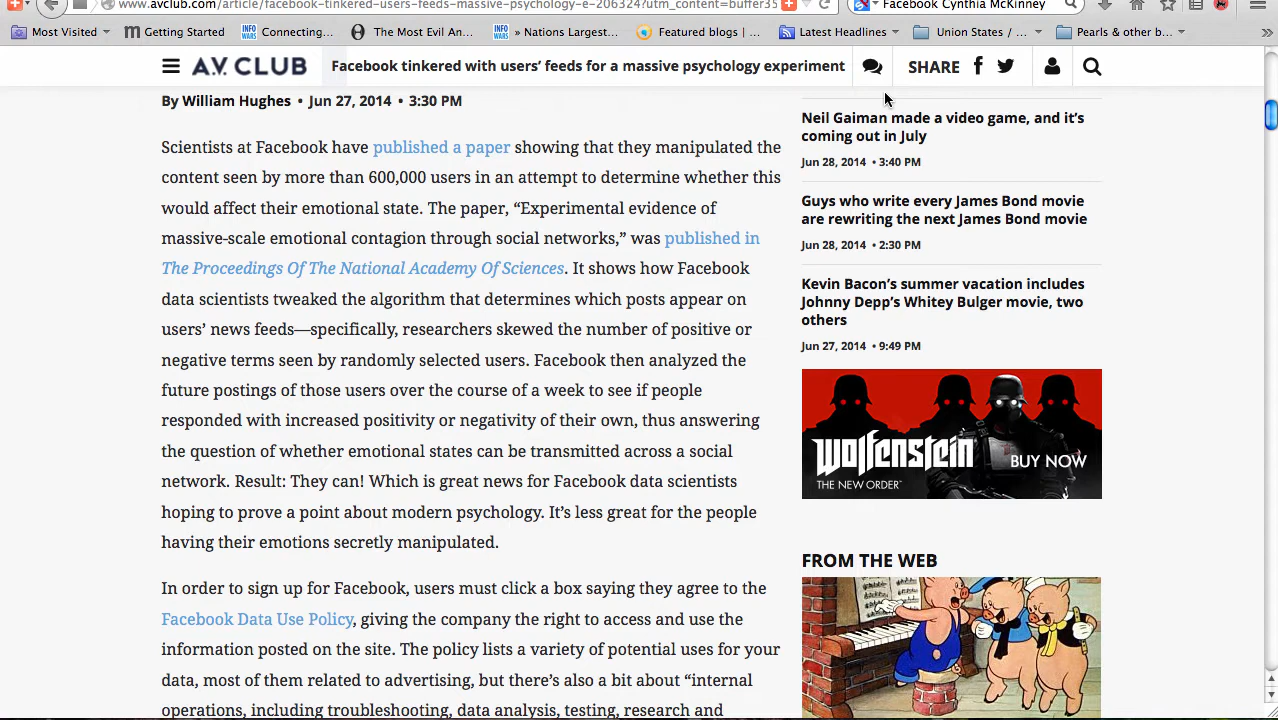 www.avclub.com/article/facebook-tinkered-users-feeds-massive-psychology-e-206324?utm_content=buffer35
Facebook Cynthia McKinney
Most Visited
Getting Started
INFO WARS
Connecting...
The Most Evil An...
INFO WARS
» Nations Largest...
Featured blogs | ...
Latest Headlines
Union States / ...
Pearls & other b...
»
A.V. CLUB
Facebook tinkered with users’ feeds for a massive psychology experiment
SHARE
By William Hughes • Jun 27, 2014 • 3:30 PM
Scientists at Facebook have published a paper showing that they manipulated the
content seen by more than 600,000 users in an attempt to determine whether this
would affect their emotional state. The paper, “Experimental evidence of
massive-scale emotional contagion through social networks,” was published in
The Proceedings Of The National Academy Of Sciences. It shows how Facebook
data scientists tweaked the algorithm that determines which posts appear on
users’ news feeds—specifically, researchers skewed the number of positive or
negative terms seen by randomly selected users. Facebook then analyzed the
future postings of those users over the course of a week to see if people
responded with increased positivity or negativity of their own, thus answering
the question of whether emotional states can be transmitted across a social
network. Result: They can! Which is great news for Facebook data scientists
hoping to prove a point about modern psychology. It’s less great for the people
having their emotions secretly manipulated.
In order to sign up for Facebook, users must click a box saying they agree to the
Facebook Data Use Policy, giving the company the right to access and use the
information posted on the site. The policy lists a variety of potential uses for your
data, most of them related to advertising, but there’s also a bit about “internal
operations, including troubleshooting, data analysis, testing, research and
Neil Gaiman made a video game, and it’s
coming out in July
Jun 28, 2014 • 3:40 PM
Guys who write every James Bond movie
are rewriting the next James Bond movie
Jun 28, 2014 • 2:30 PM
Kevin Bacon’s summer vacation includes
Johnny Depp’s Whitey Bulger movie, two
others
Jun 27, 2014 • 9:49 PM
Wolfenstein
THE NEW ORDER™
BUY NOW
FROM THE WEB